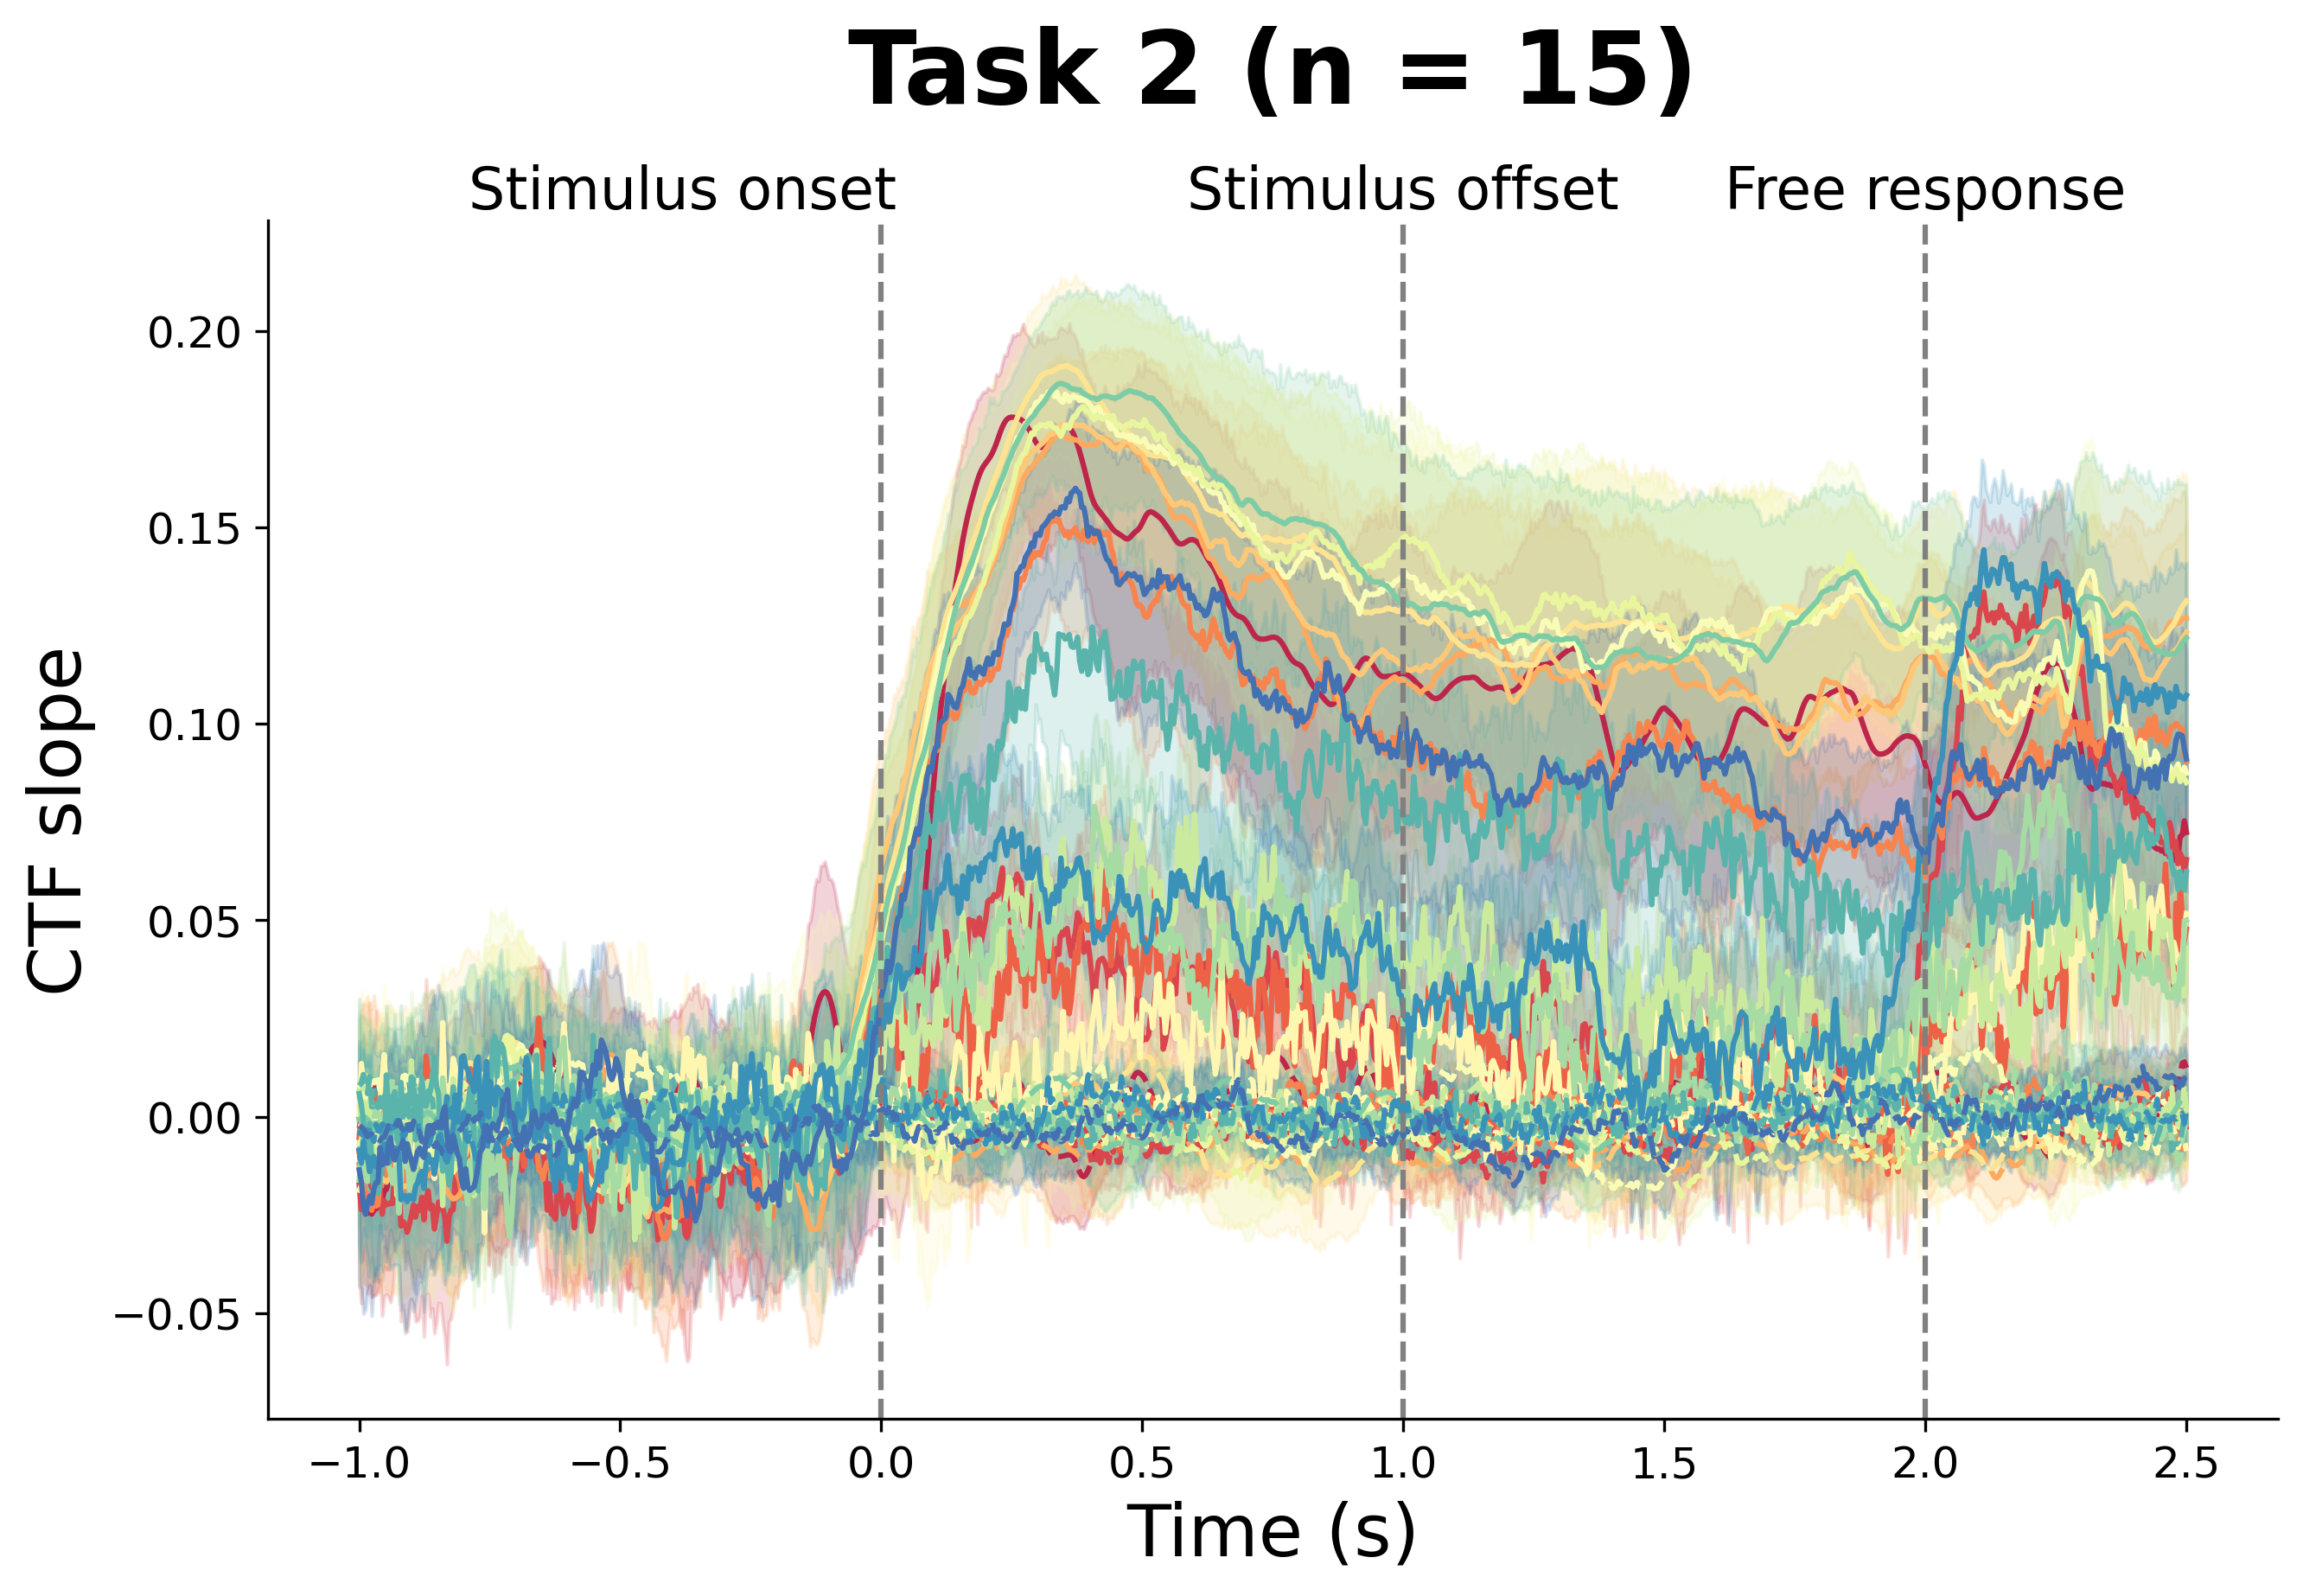 Task 2 (n = 15)
Stimulus onset
Stimulus offset
Free response
CTF slope
0.20
0.15
0.10
0.05
0.00
−0.05
−1.0
−0.5
0.0
0.5
1.0
1.5
2.0
2.5
Time (s)